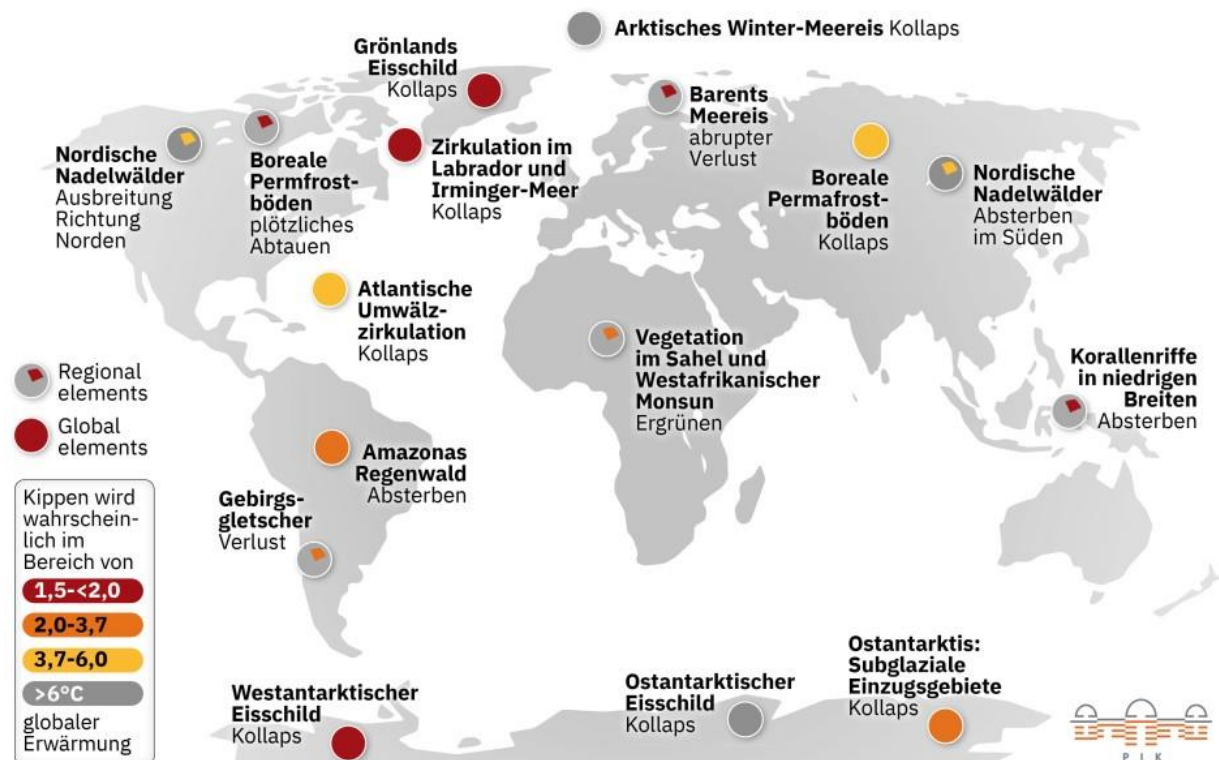 Arktisches Winter-Meereis Kollaps
Grönlands
Eisschild
Kollaps
Barents
Meereis
abrupter
Verlust
Nordische
Nadelwälder
Ausbreitung
Richtung
Norden
Boreale
Permfrost-
böden
plötzliches
Abtauen
Zirkulation im
Labrador und
Irminger-Meer
Kollaps
Boreale
Permafrost-
böden
Kollaps
Nordische
Nadelwälder
Absterben
im Süden
Atlantische
Umwälz-
zirkulation
Kollaps
Vegetation
im Sahel und
Westafrikanischer
Monsun
Ergrünen
Korallenriffe
in niedrigen
Breiten
Absterben
Regional
elements
Global
elements
Amazonas
Regenwald
Absterben
Gebirgs-
gletscher
Verlust
Kippen wird
wahrschein-
lich im
Bereich von
1,5-<2,0
2,0-3,7
3,7-6,0
>6°C
globaler
Erwärmung
Westantarktischer
Eisschild
Kollaps
Ostantarktischer
Eisschild
Kollaps
Ostantarktis:
Subglaziale
Einzugsgebiete
Kollaps
P I K